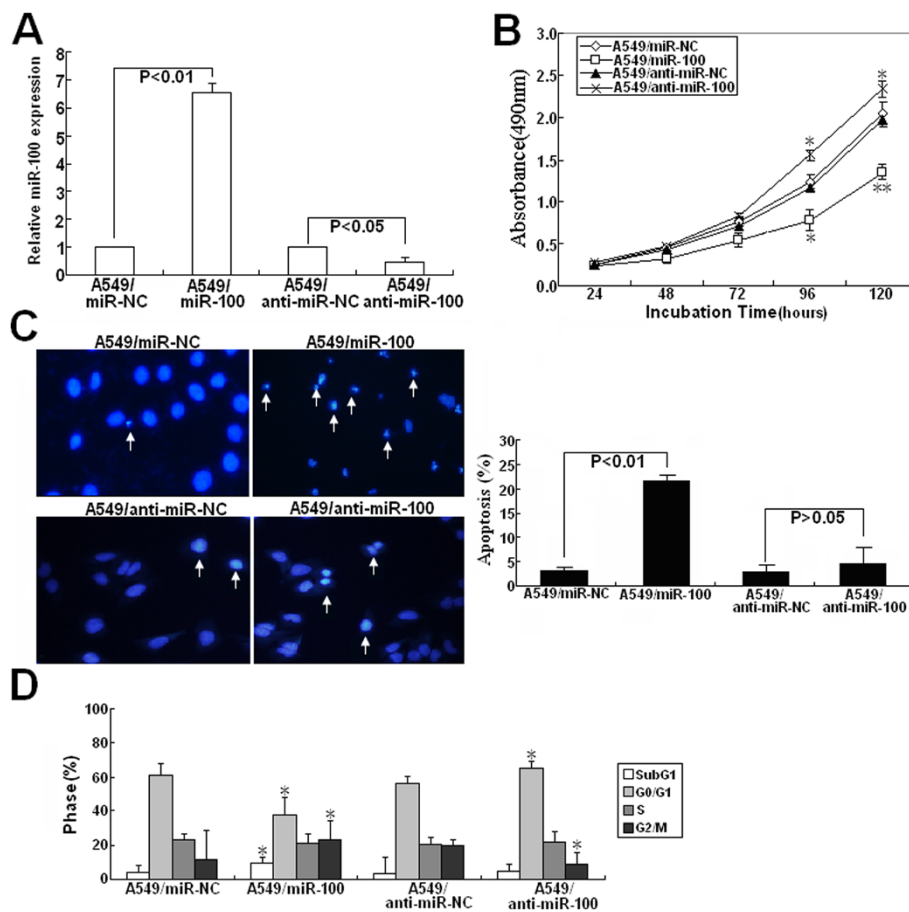 A
Relative miR-100 expression
8
7
6
5
4
3
2
1
0
P<0.01
P<0.05
A549/
miR-NC
A549/
miR-100
A549/
anti-miR-NC
A549/
anti-miR-100
B
Absorbance(490nm)
3.0
2.5
2.0
1.5
1.0
0.5
0.0
A549/miR-NC
A549/miR-100
A549/anti-miR-NC
A549/anti-miR-100
*
*
*
**
24
48
72
96
120
Incubation Time(hours)
C
A549/miR-NC
A549/miR-100
A549/anti-miR-NC
A549/anti-miR-100
Apoptosis (%)
30
25
20
15
10
5
0
P<0.01
P>0.05
A549/miR-NC
A549/miR-100
A549/
anti-miR-NC
A549/
anti-miR-100
D
Phase (%)
100
80
60
40
20
0
*
*
*
*
*
SubG1
G0/G1
S
G2/M
A549/miR-NC
A549/miR-100
A549/
anti-miR-NC
A549/
anti-miR-100